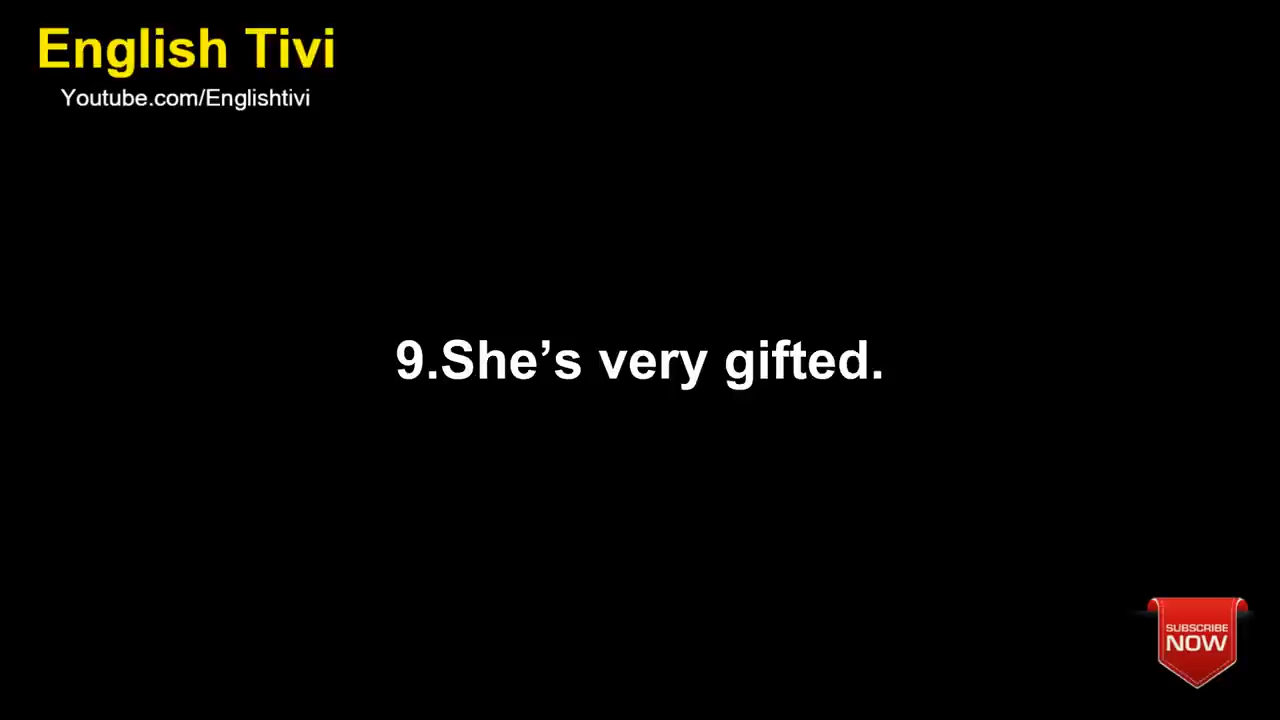 English Tivi
Youtube.com/Englishtivi
9.She’s very gifted.
SUBSCRIBE
NOW